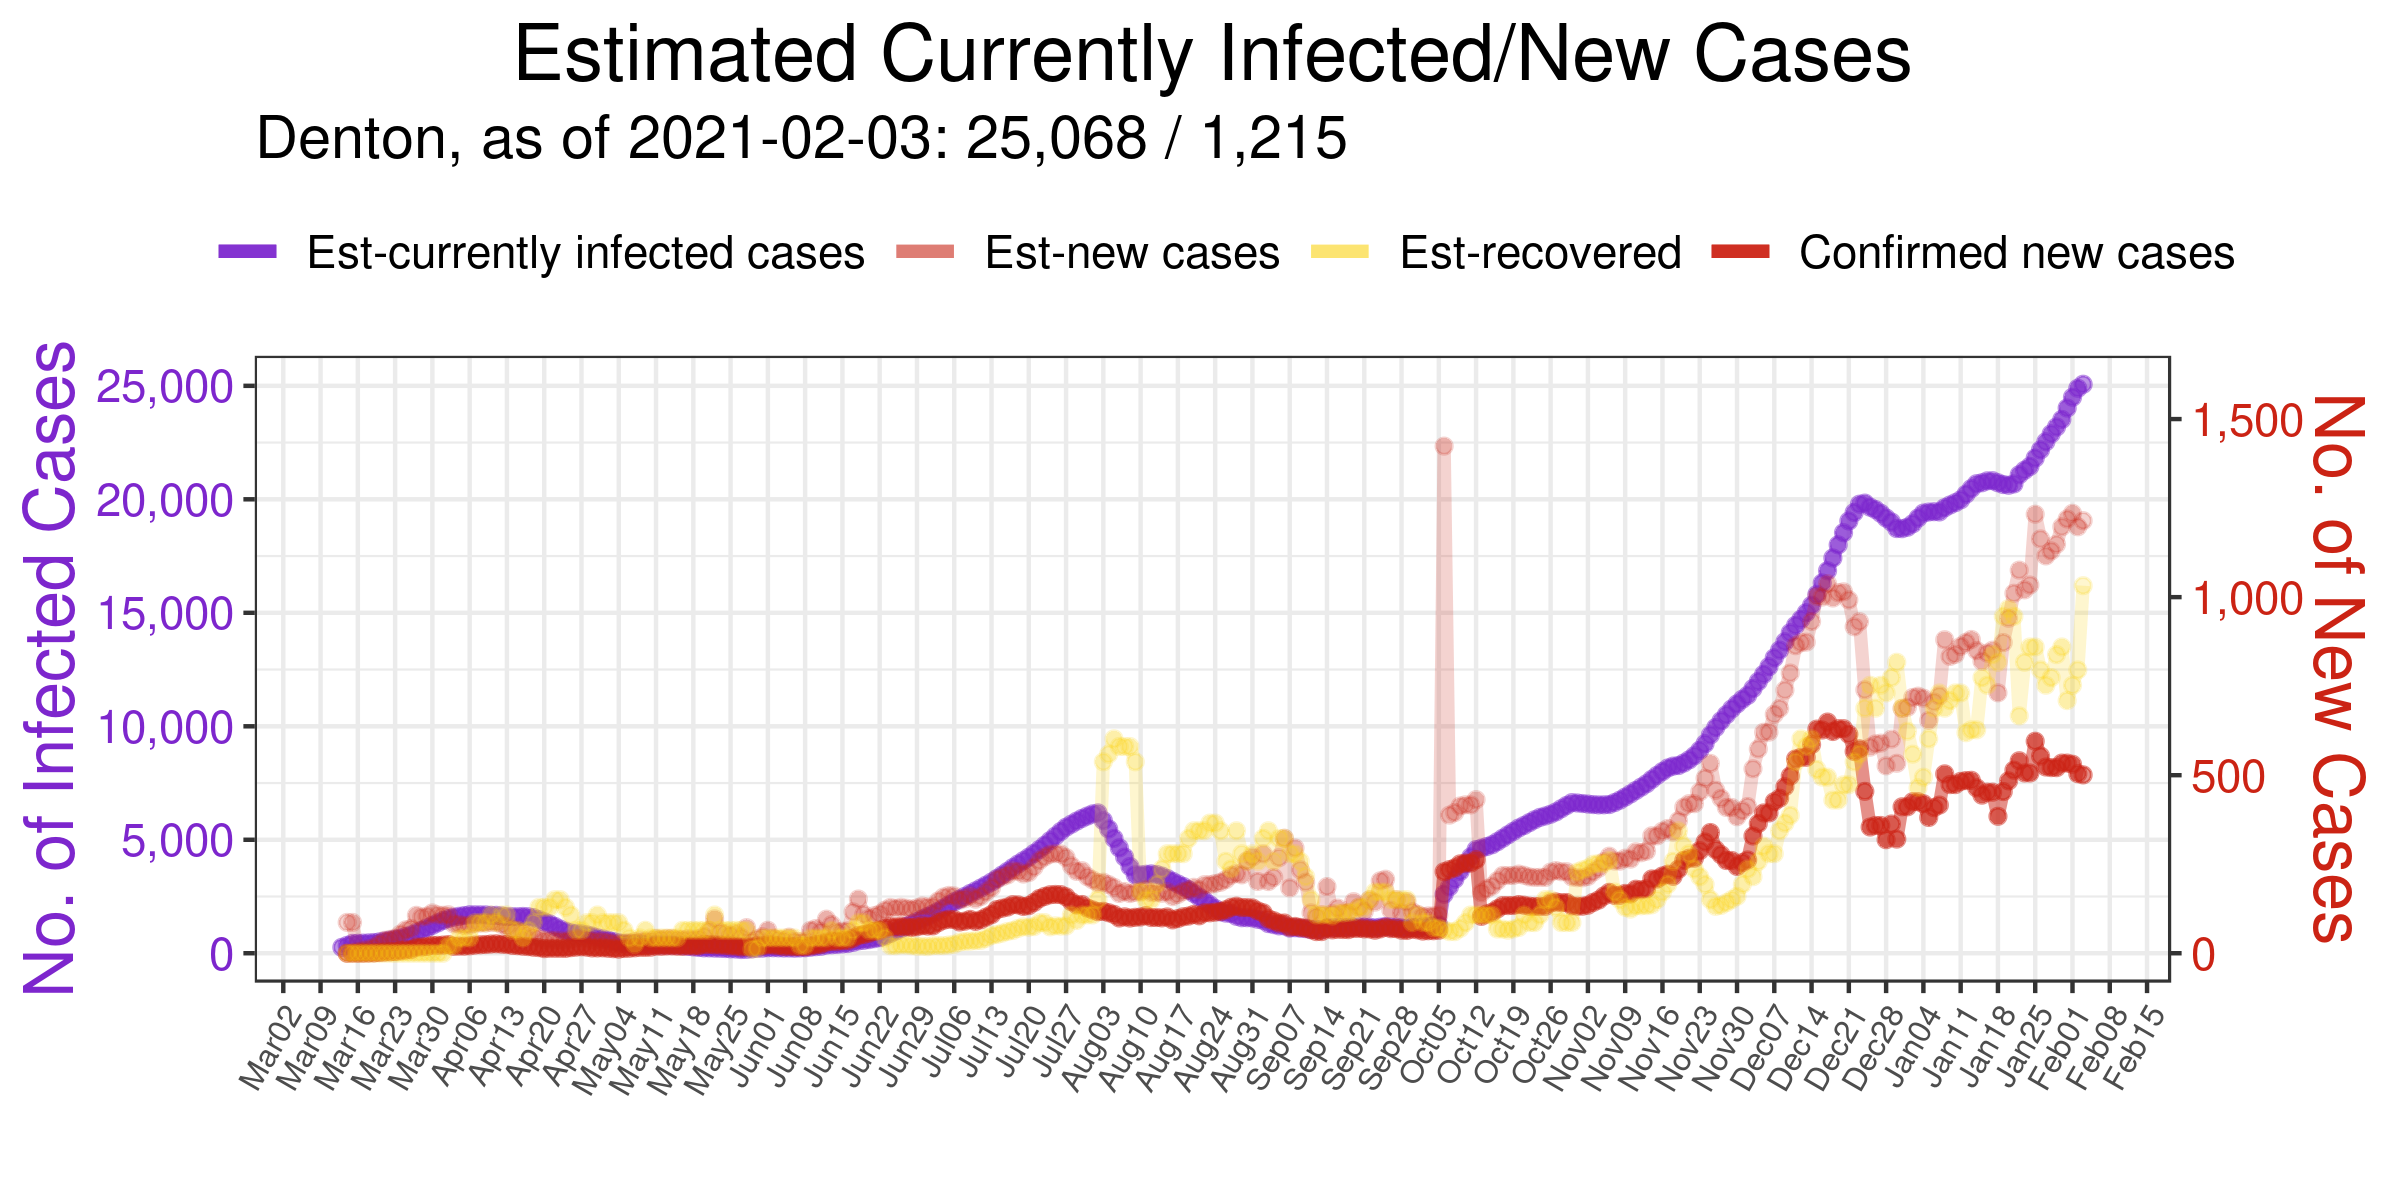 Estimated Currently Infected/New Cases
Denton, as of 2021-02-03: 25,068 / 1,215
Est-currently infected cases Est-new cases Est-recovered Confirmed new cases
No. of Infected Cases
25,000
20,000
15,000
10,000
5,000
0
1,500
1,000
500
0
No. of New Cases
Mar02 Mar09 Mar16 Mar23 Mar30 Apr06 Apr13 Apr20 Apr27 May04 May11 May18 May25 Jun01 Jun08 Jun15 Jun22 Jun29 Jul06 Jul13 Jul20 Jul27 Aug03 Aug10 Aug17 Aug24 Aug31 Sep07 Sep14 Sep21 Sep28 Oct05 Oct12 Oct19 Oct26 Nov02 Nov09 Nov16 Nov23 Nov30 Dec07 Dec14 Dec21 Dec28 Dec04 Jan11 Jan18 Jan25 Feb01 Feb08 Feb15